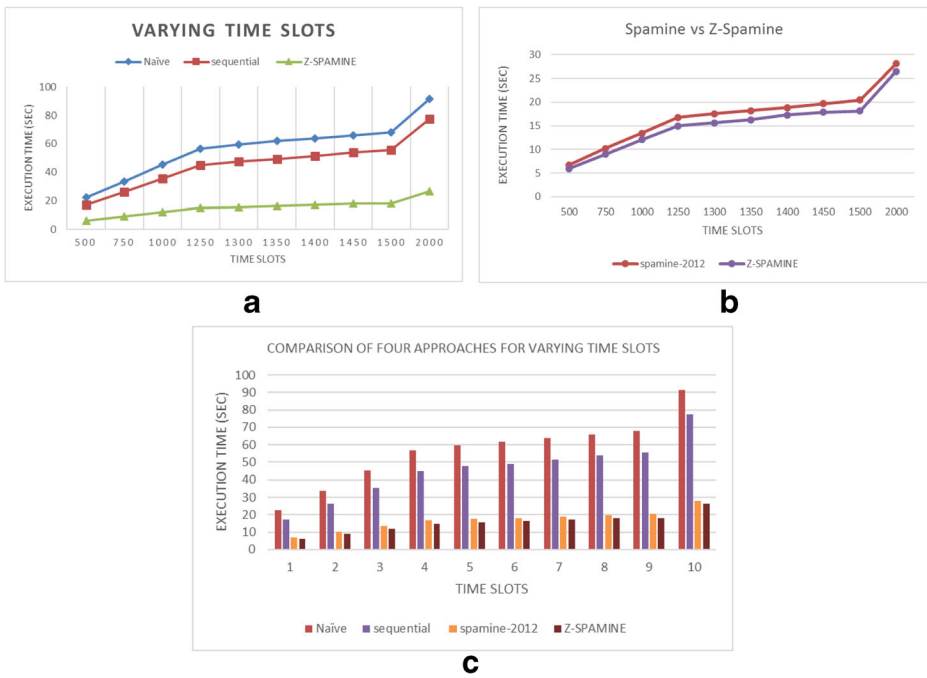 VARYING TIME SLOTS
Naïve sequential Z-SPAMINE
EXECUTION TIME (SEC)
100
80
60
40
20
0
500 750 1000 1250 1300 1350 1400 1450 1500 2000
TIME SLOTS
a
Spamine vs Z-Spamine
EXECUTION TIME (SEC)
30
25
20
15
10
5
0
500 750 1000 1250 1300 1350 1400 1450 1500 2000
TIME SLOTS
spamine-2012 Z-SPAMINE
b
COMPARISON OF FOUR APPROACHES FOR VARYING TIME SLOTS
EXECUTION TIME (SEC)
100
90
80
70
60
50
40
30
20
10
0
1 2 3 4 5 6 7 8 9 10
TIME SLOTS
Naïve sequential spamine-2012 Z-SPAMINE
c